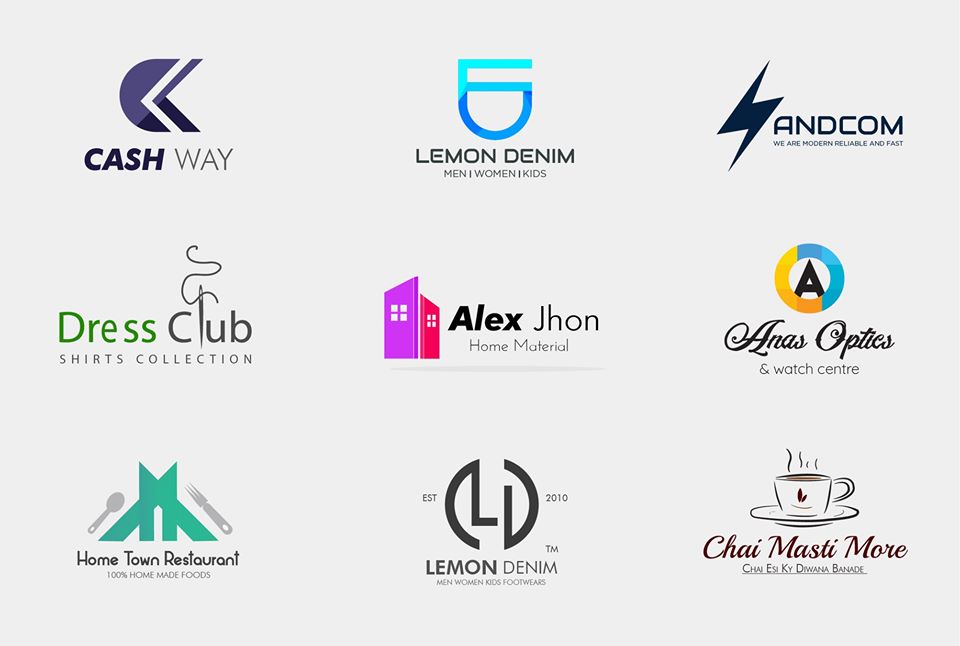 CASH WAY
LEMON DENIM
MEN | WOMEN | KIDS
ANDCOM
WE ARE MODERN RELIABLE AND FAST
Dress Club
SHIRTS COLLECTION
Alex Jhon
Home Material
A
Anas Optics
& watch centre
Home Town Restaurant
100% HOME MADE FOODS
EST 2010
LD
TM
LEMON DENIM
MEN WOMEN KIDS FOOTWEARS
Chai Masti More
CHAI ESI KY DIWANA BANADE